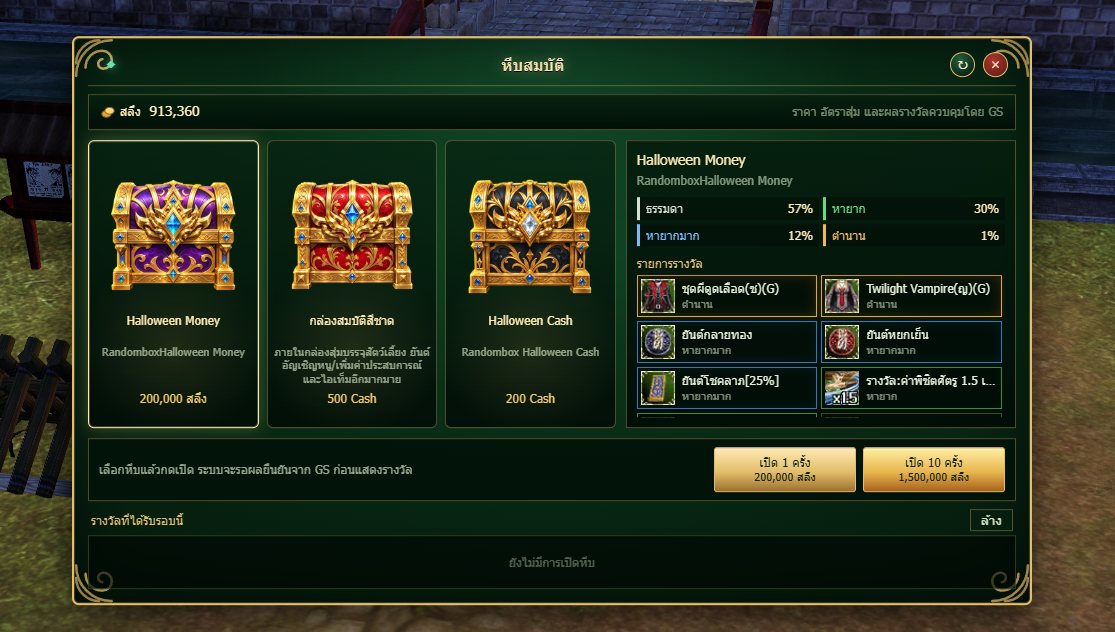 หีบสมบัติ
สลึง 913,360
ราคา อัตราสุ่ม และผลรางวัลควบคุมโดย GS
Halloween Money
RandomboxHalloween Money
200,000 สลึง
กล่องสมบัติสีชาด
ภายในกล่องสุ่มบรรจุสัตว์เลี้ยง ยันต์
อัญเชิญหนู/เพิ่มค่าประสบการณ์
และไอเท็มอีกมากมาย
500 Cash
Halloween Cash
Randombox Halloween Cash
200 Cash
Halloween Money
RandomboxHalloween Money
ธรรมดา 57%
หายาก 30%
หายากมาก 12%
ตำนาน 1%
รายการรางวัล
ชุดผีดูดเลือด(ช)(G)
ตำนาน
Twilight Vampire(ญ)(G)
ตำนาน
ยันต์กลายทอง
หายากมาก
ยันต์หยกเย็น
หายากมาก
ยันต์โชคลาภ[25%]
หายากมาก
x1.5
รางวัล:ค่าพิชิตศัตรู 1.5 เ...
หายาก
เลือกหีบแล้วกดเปิด ระบบจะรอผลยืนยันจาก GS ก่อนแสดงรางวัล
เปิด 1 ครั้ง
200,000 สลึง
เปิด 10 ครั้ง
1,500,000 สลึง
รางวัลที่ได้รับรอบนี้
ล้าง
ยังไม่มีการเปิดหีบ